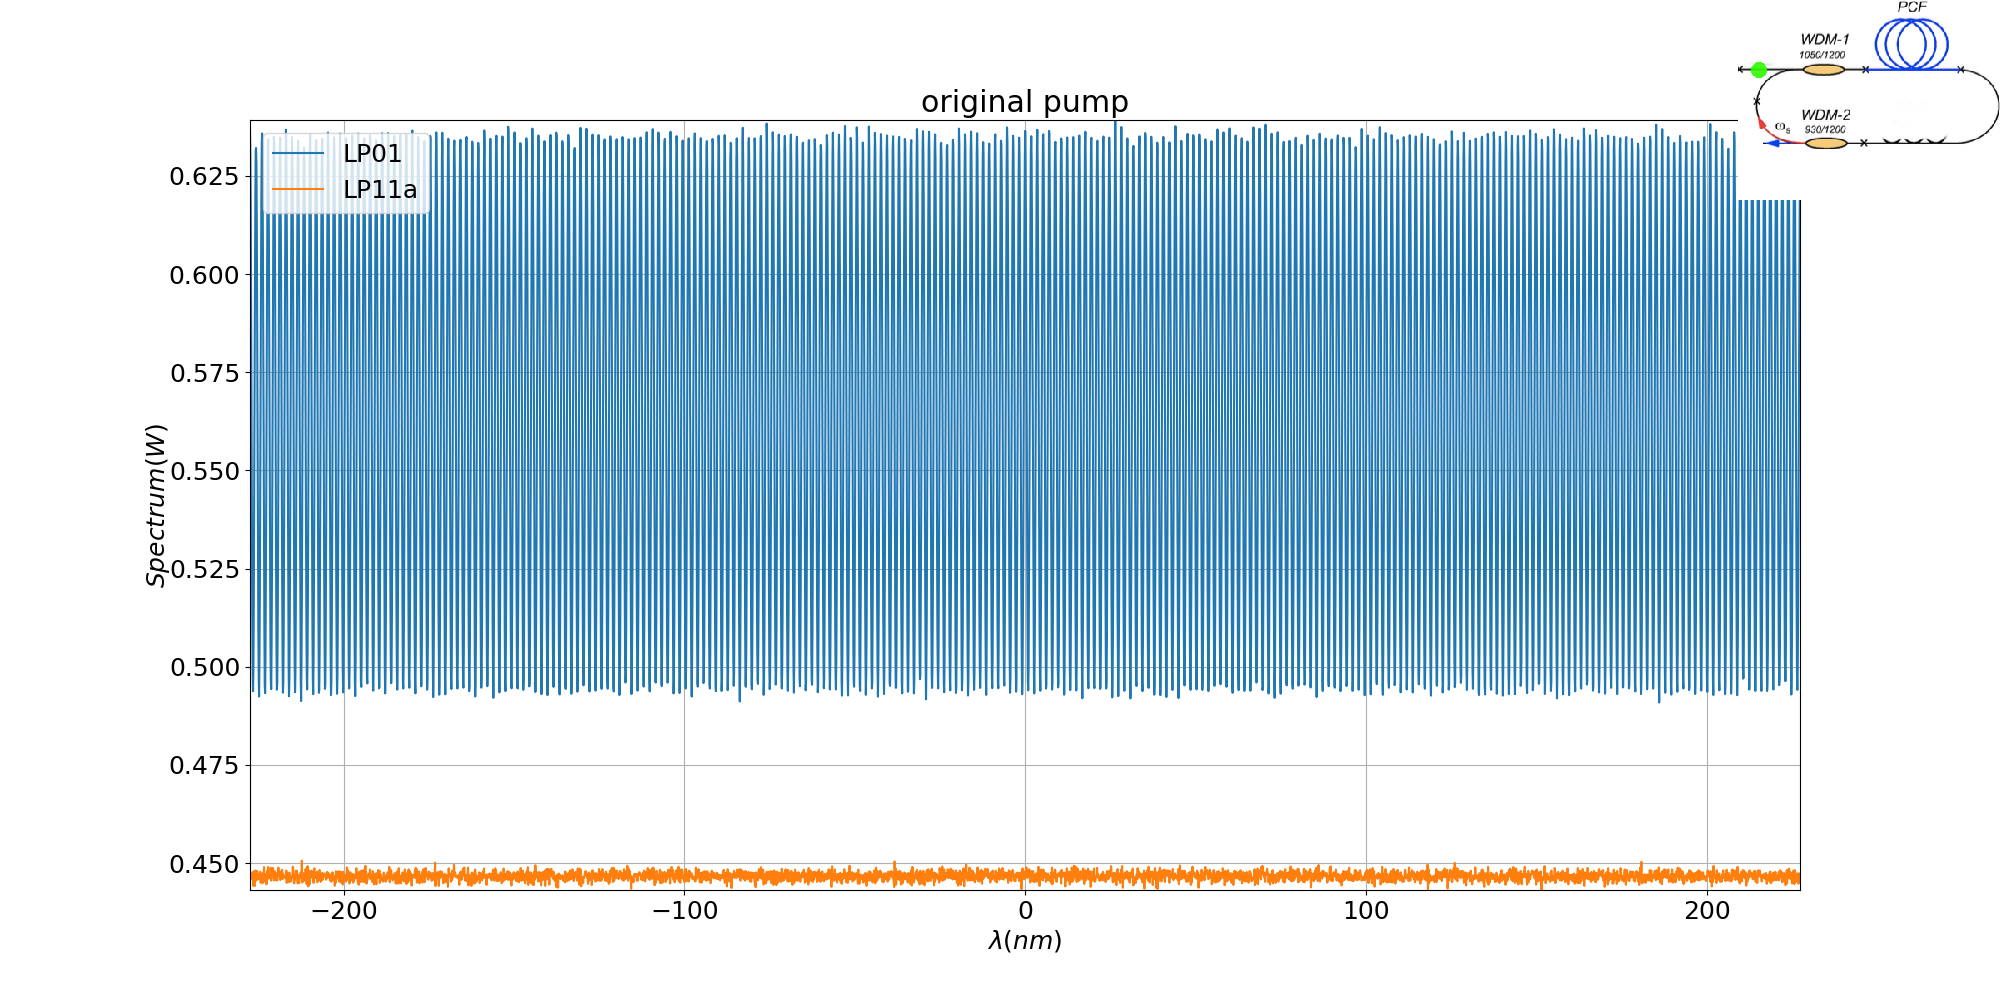 PCF
WDM-1
1050/1200
WDM-2
930/1200
ωs
original pump
LP01
LP11a
0.625
0.600
0.575
0.550
0.525
0.500
0.475
0.450
Spectrum(W)
−200
−100
0
100
200
λ(nm)